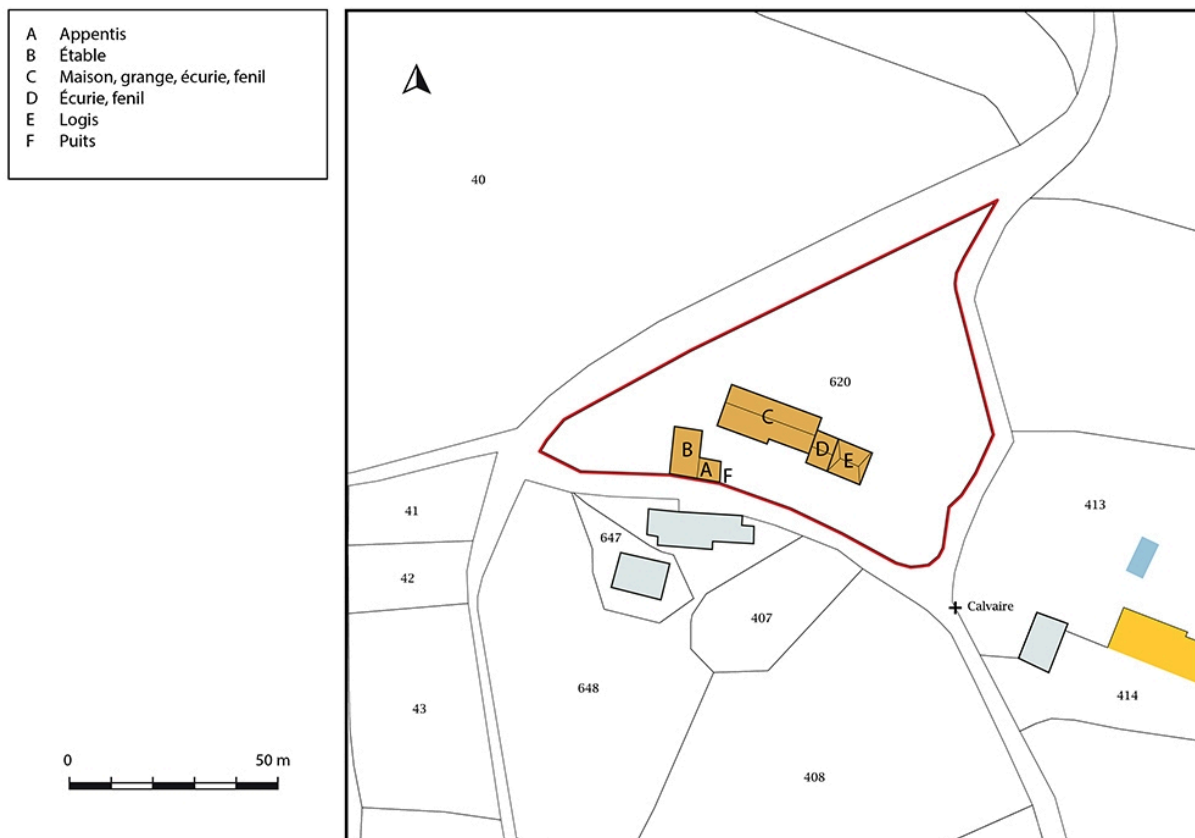 A Appentis
B Étable
C Maison, grange, écurie, fenil
D Écurie, fenil
E Logis
F Puits
40
620
C
D
E
B
A
F
41
413
647
42
Calvaire
407
648
414
43
0 50 m
408